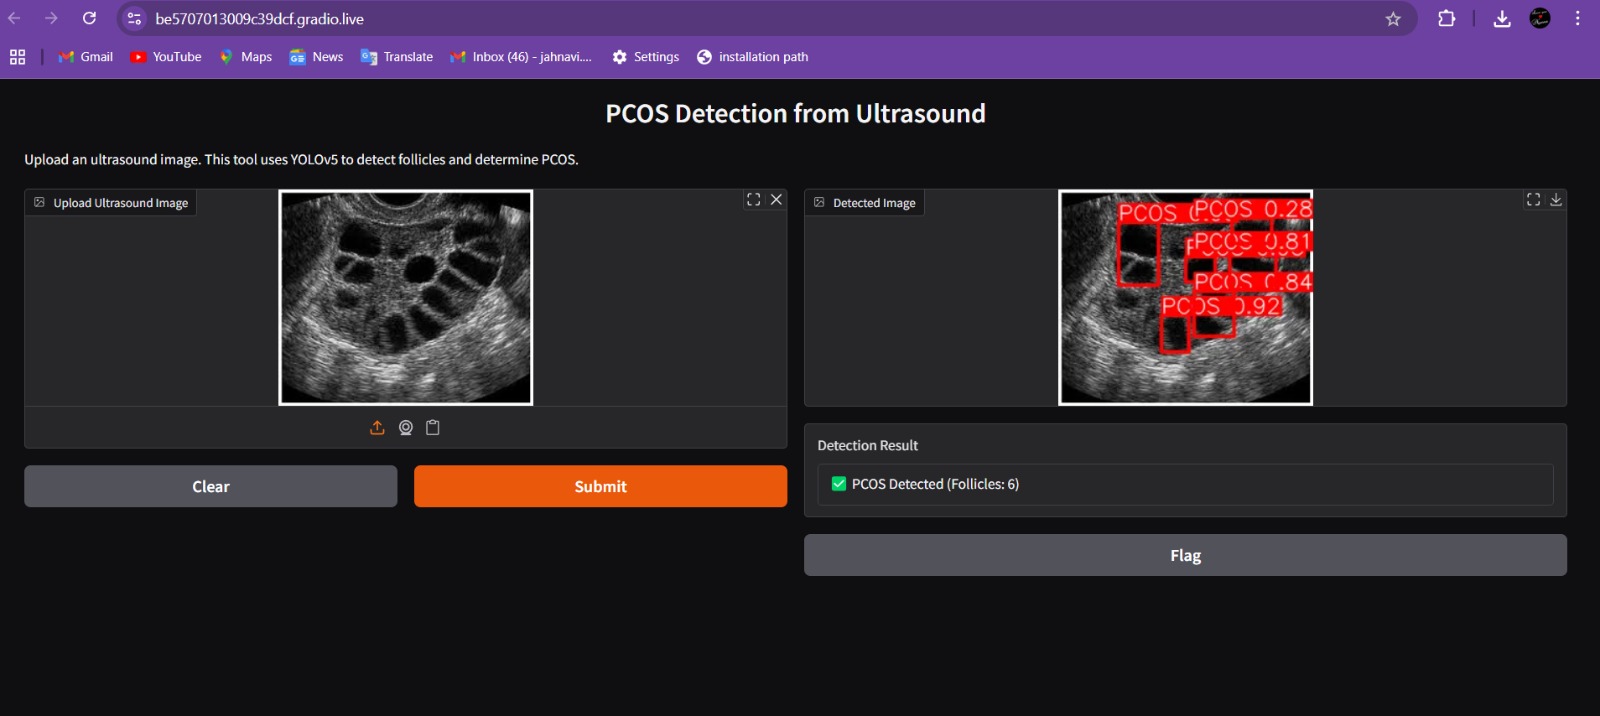 be5707013009c39dcf.gradio.live
Gmail
YouTube
Maps
News
Translate
Inbox (46) - jahnavi....
Settings
installation path
PCOS Detection from Ultrasound
Upload an ultrasound image. This tool uses YOLOv5 to detect follicles and determine PCOS.
Upload Ultrasound Image
Detected Image
PCOS
PCOS 0.28
PCOS 0.81
PCOS 0.84
PCOS 0.92
Clear
Submit
Detection Result
PCOS Detected (Follicles: 6)
Flag